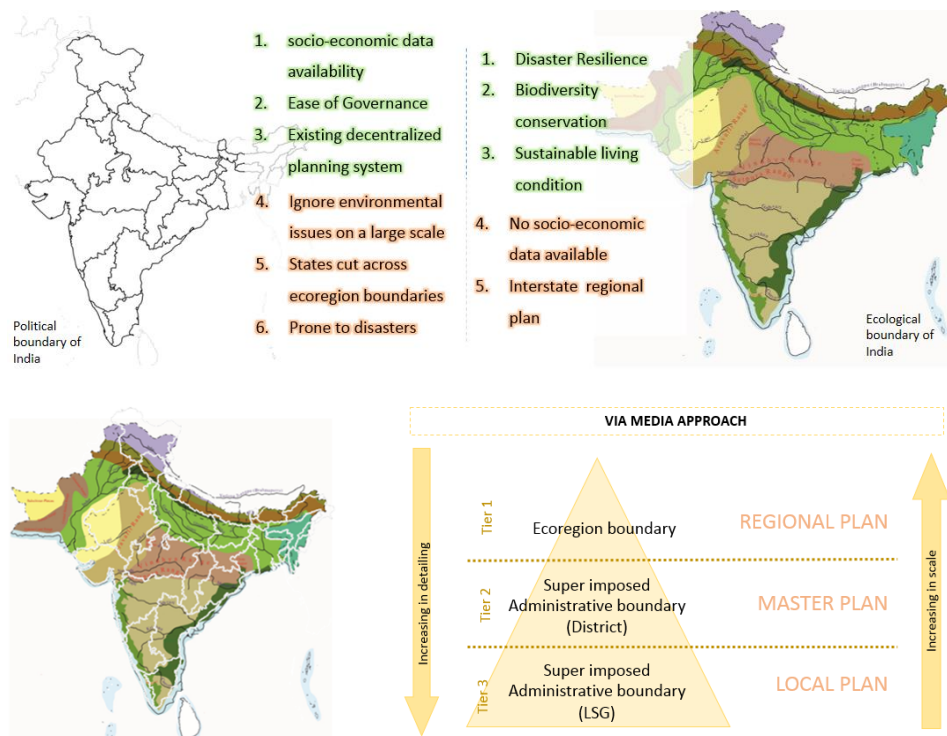 1. socio-economic data
availability
2. Ease of Governance
3. Existing decentralized
planning system
4. Ignore environmental
issues on a large scale
5. States cut across
ecoregion boundaries
6. Prone to disasters
Political
boundary of
India
1. Disaster Resilience
2. Biodiversity
conservation
3. Sustainable living
condition
4. No socio-economic
data available
5. Interstate regional
plan
Ecological
boundary of
India
VIA MEDIA APPROACH
Increasing in detailing
Tier 1
Ecoregion boundary
REGIONAL PLAN
Tier 2
Super imposed
Administrative boundary
(District)
MASTER PLAN
Tier 3
Super imposed
Administrative boundary
(LSG)
LOCAL PLAN
Increasing in scale